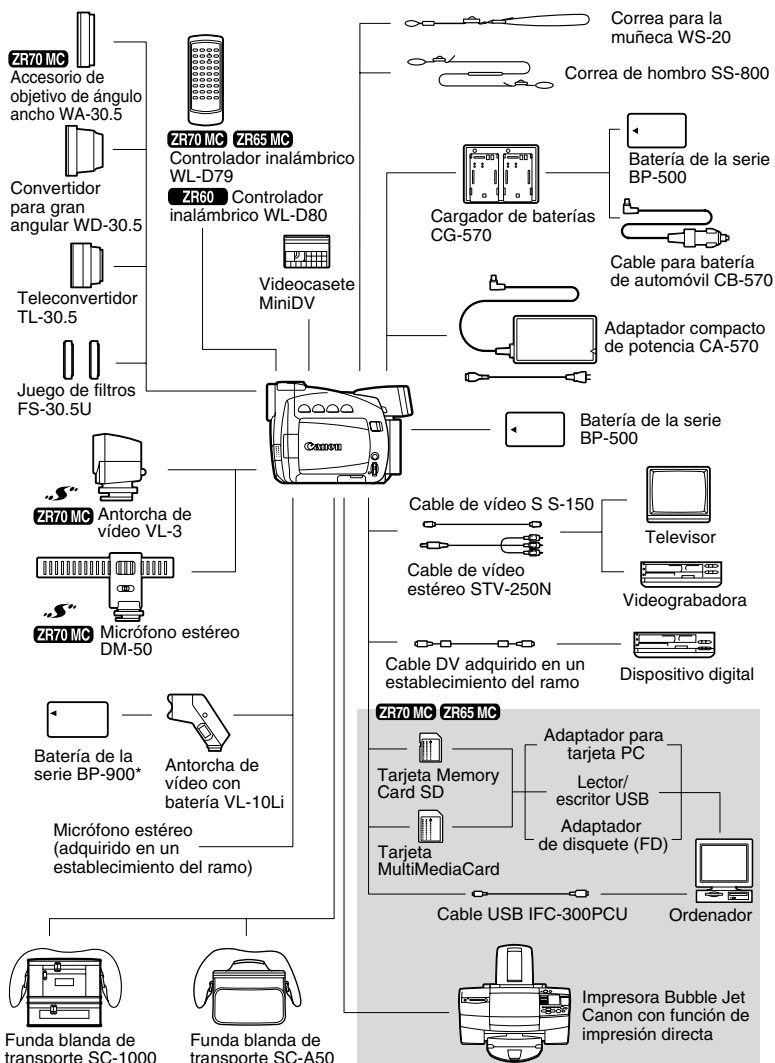 ZR70 MC
Accesorio de
objetivo de ángulo
ancho WA-30.5
Convertidor
para gran
angular WD-30.5
Teleconvertidor
TL-30.5
Juego de filtros
FS-30.5U
ZR70 MC Antorcha de
vídeo VL-3
ZR70 MC Micrófono estéreo
DM-50
Batería de la
serie BP-900*
Antorcha de
vídeo con
batería VL-10Li
Micrófono estéreo
(adquirido en un
establecimiento del ramo)
Funda blanda de
transporte SC-1000
Funda blanda de
transporte SC-A50
ZR70 MC ZR65 MC
Controlador inalámbrico
WL-D79
ZR60 Controlador
inalámbrico WL-D80
Videocasete
MiniDV
Canon
Correa para la
muñeca WS-20
Correa de hombro SS-800
Cargador de baterías
CG-570
Batería de la serie
BP-500
Cable para batería
de automóvil CB-570
Adaptador compacto
de potencia CA-570
Batería de la serie
BP-500
Cable de vídeo S S-150
Cable de vídeo
estéreo STV-250N
Televisor
Videograbadora
Cable DV adquirido en un
establecimiento del ramo
Dispositivo digital
ZR70 MC ZR65 MC
Tarjeta Memory
Card SD
Tarjeta
MultiMediaCard
Adaptador para
tarjeta PC
Lector/
escritor USB
Adaptador
de disquete (FD)
Cable USB IFC-300PCU
Ordenador
Impresora Bubble Jet
Canon con función de
impresión directa